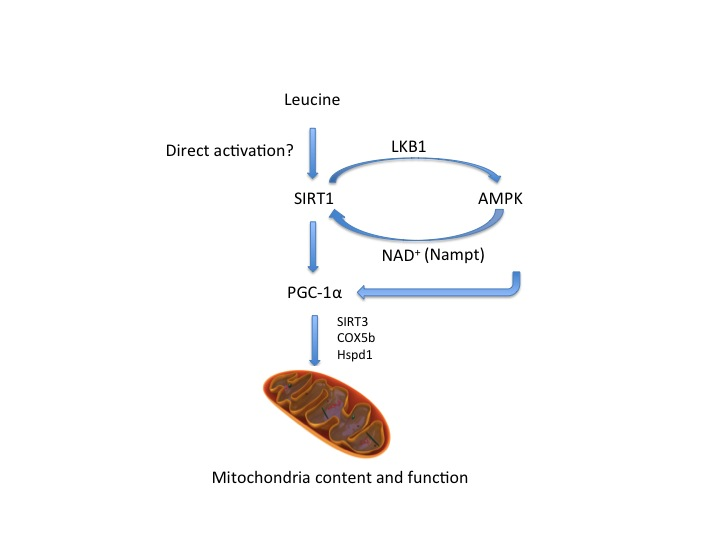 Leucine
Direct activation?
LKB1
SIRT1
AMPK
NAD⁺ (Nampt)
PGC-1α
SIRT3
COX5b
Hspd1
Mitochondria content and function